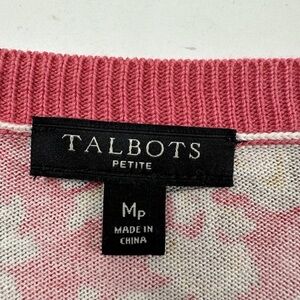 TALBOTS
PETITE
MP
MADE IN
CHINA